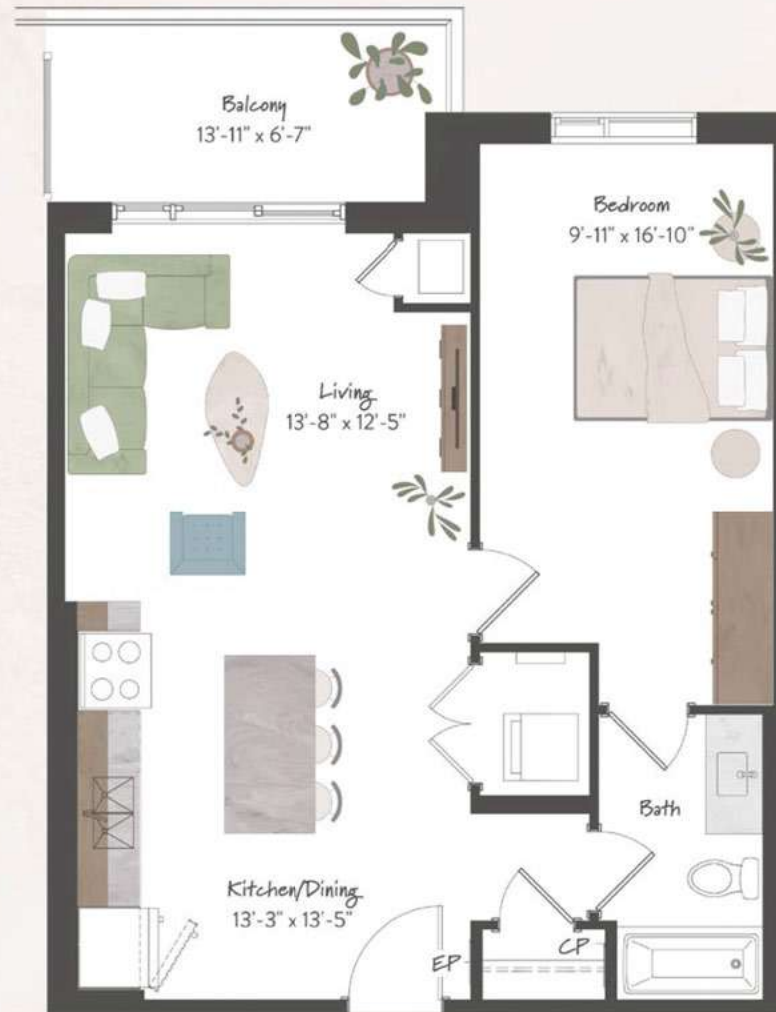 Balcony
13'-11" x 6'-7"
Bedroom
9'-11" x 16'-10"
Living
13'-8" x 12'-5"
Bath
Kitchen/Dining
13'-3" x 13'-5"
EP
CP